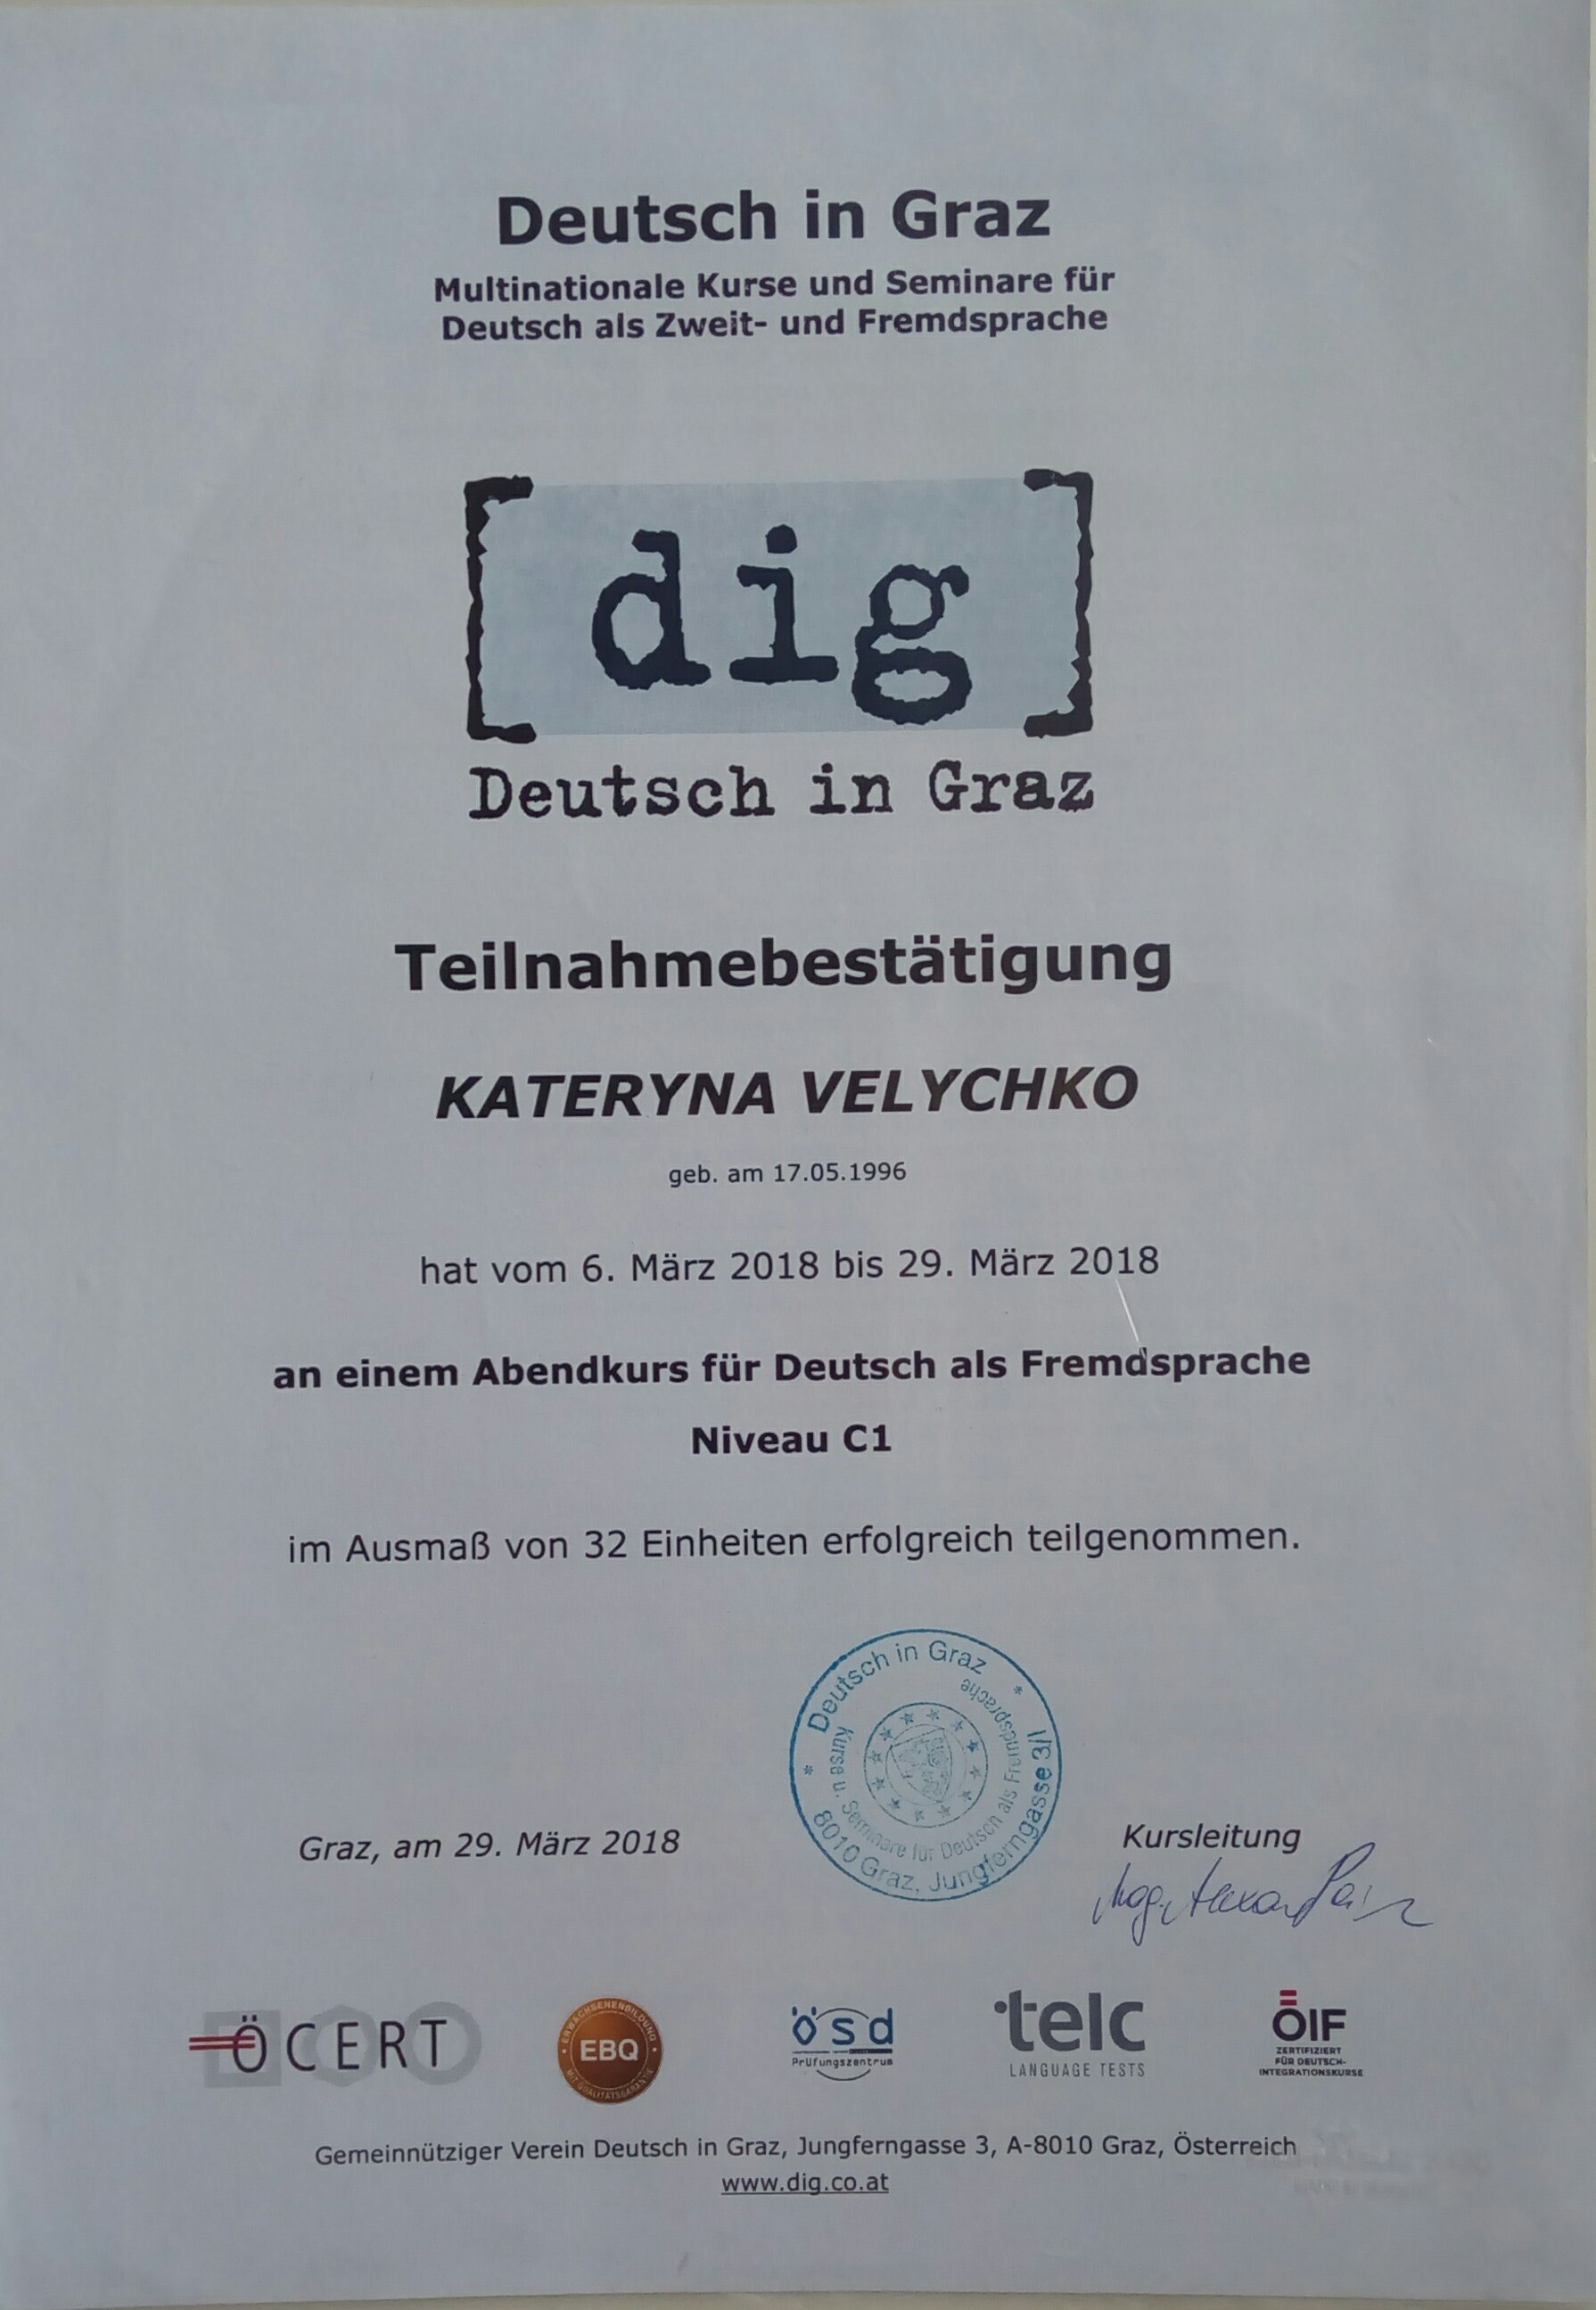 Deutsch in Graz
Multinationale Kurse und Seminare für
Deutsch als Zweit- und Fremdsprache
[dig]
Deutsch in Graz
Teilnahmebestätigung
KATERYNA VELYCHKO
geb. am 17.05.1996
hat vom 6. März 2018 bis 29. März 2018
an einem Abendkurs für Deutsch als Fremdsprache
Niveau C1
im Ausmaß von 32 Einheiten erfolgreich teilgenommen.
* Deutsch in Graz *
8010 Graz, Jungferngasse 3/I
Kurse u. Seminare für Deutsch als Fremdsprache
Graz, am 29. März 2018
Kursleitung
Mag.
ÖCERT
ERWACHSENENBILDUNG
EBQ
MIT QUALITÄTSGARANTIE
ösd
Prüfungszentrum
telc
LANGUAGE TESTS
ÖIF
ZERTIFIZIERT
FÜR DEUTSCH-
INTEGRATIONSKURSE
Gemeinnütziger Verein Deutsch in Graz, Jungferngasse 3, A-8010 Graz, Österreich
www.dig.co.at